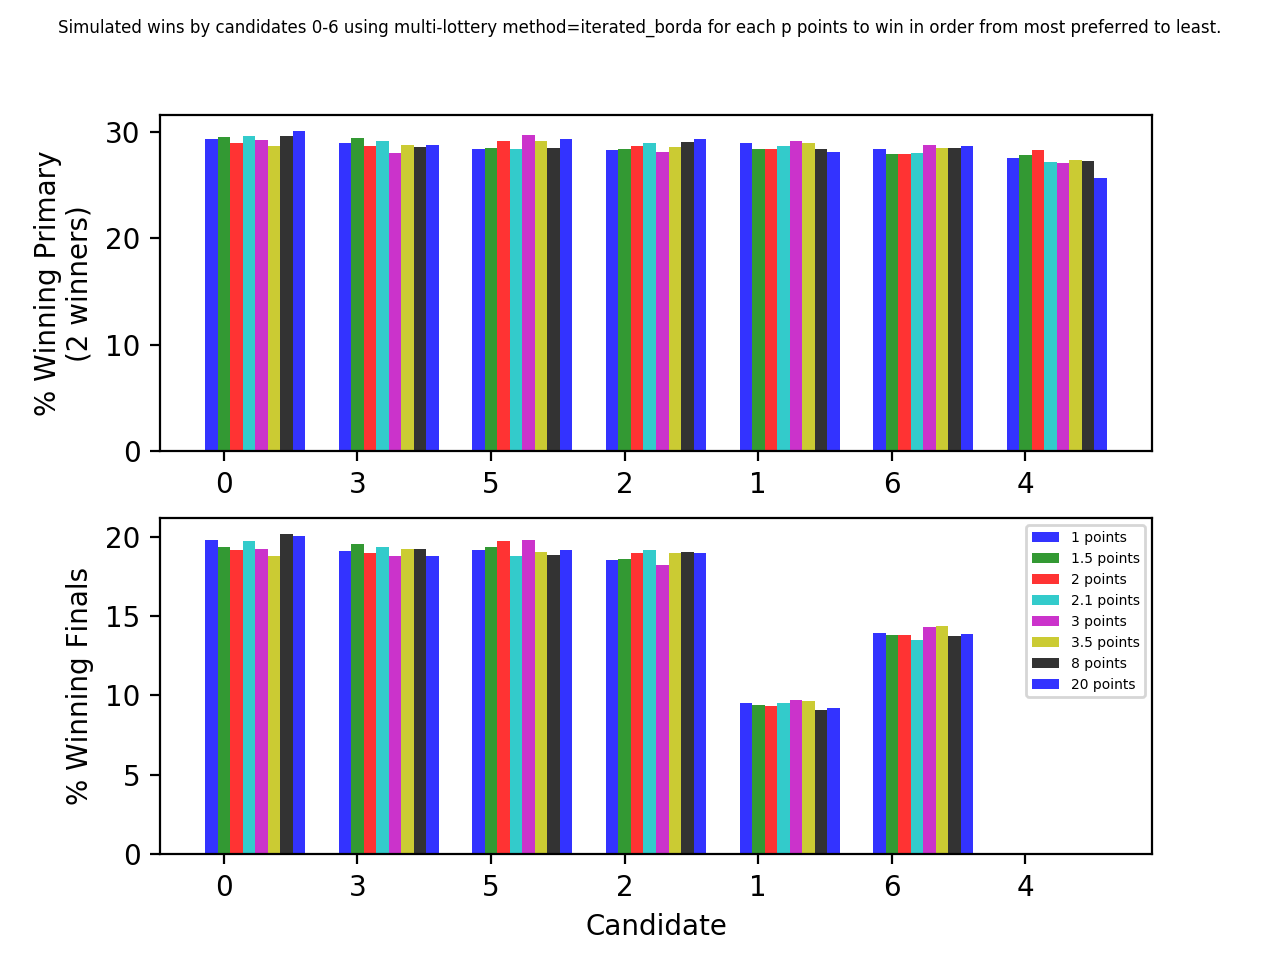 Simulated wins by candidates 0-6 using multi-lottery method=iterated_borda for each p points to win in order from most preferred to least.
% Winning Primary
(2 winners)
30
20
10
0
0 3 5 2 1 6 4
% Winning Finals
20
15
10
5
0
1 points
1.5 points
2 points
2.1 points
3 points
3.5 points
8 points
20 points
0 3 5 2 1 6 4
Candidate